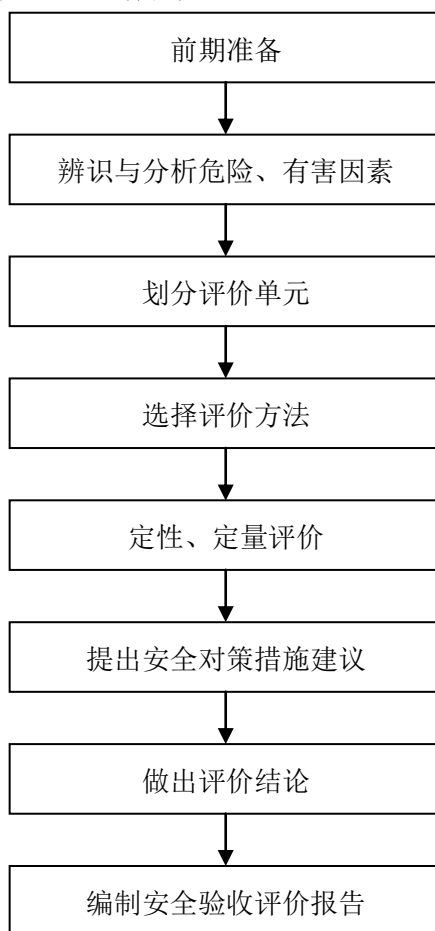 前期准备
辨识与分析危险、有害因素
划分评价单元
选择评价方法
定性、定量评价
提出安全对策措施建议
做出评价结论
编制安全验收评价报告